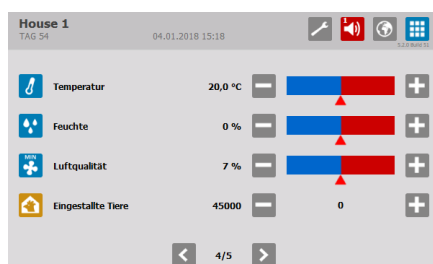 House 1
TAG 54
04.01.2018 15:18
1
5.2.0 Build 51
Temperatur 20,0 °C
Feuchte 0 %
MIN
Luftqualität 7 %
Eingestallte Tiere 45000 0
4/5